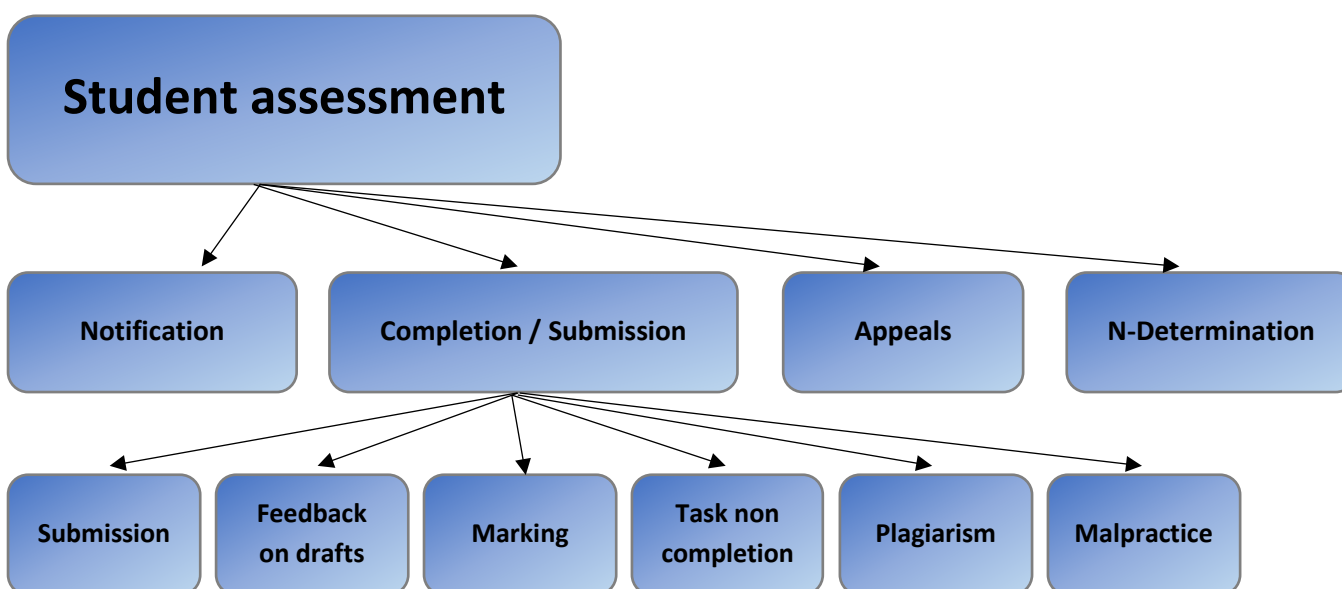 Student assessment
Notification
Completion / Submission
Appeals
N-Determination
Submission
Feedback
on drafts
Marking
Task non
completion
Plagiarism
Malpractice